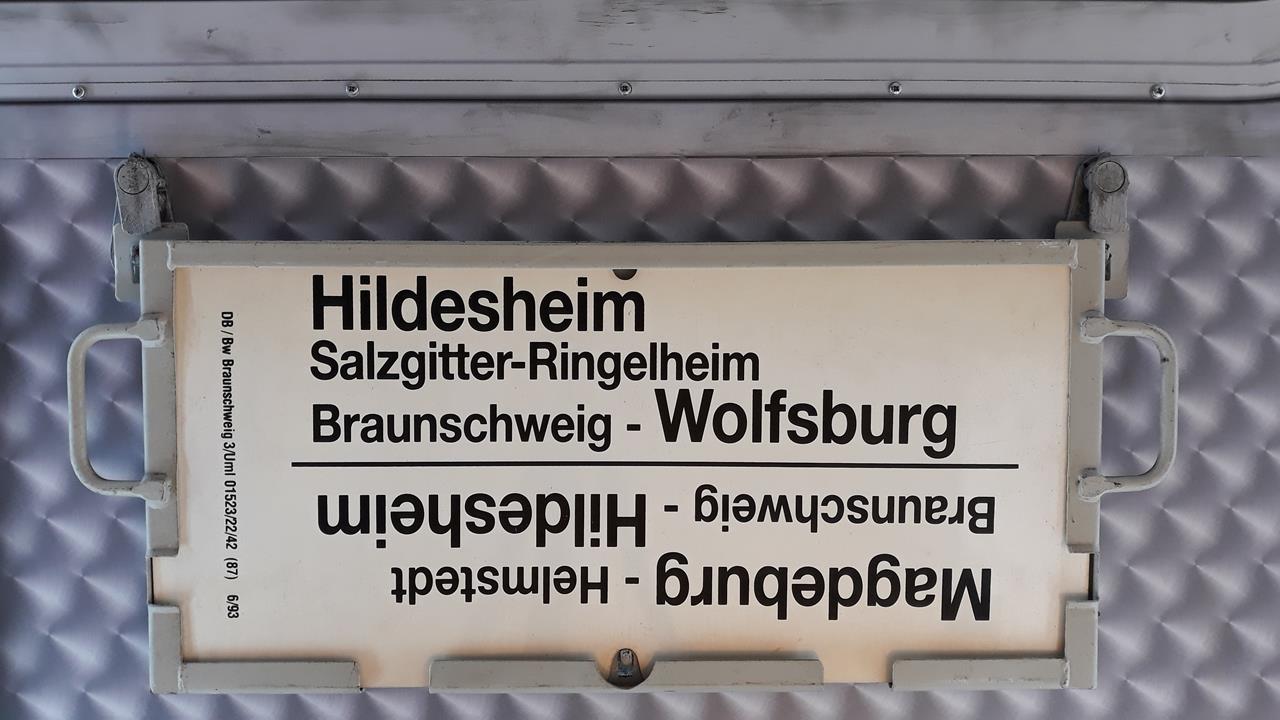 Hildesheim
Salzgitter-Ringelheim
Braunschweig - Wolfsburg
Magdeburg - Helmstedt
Braunschweig - Hildesheim
DB / Bw Braunschweig 3/Uml 01523/22/42 (87) 6/93